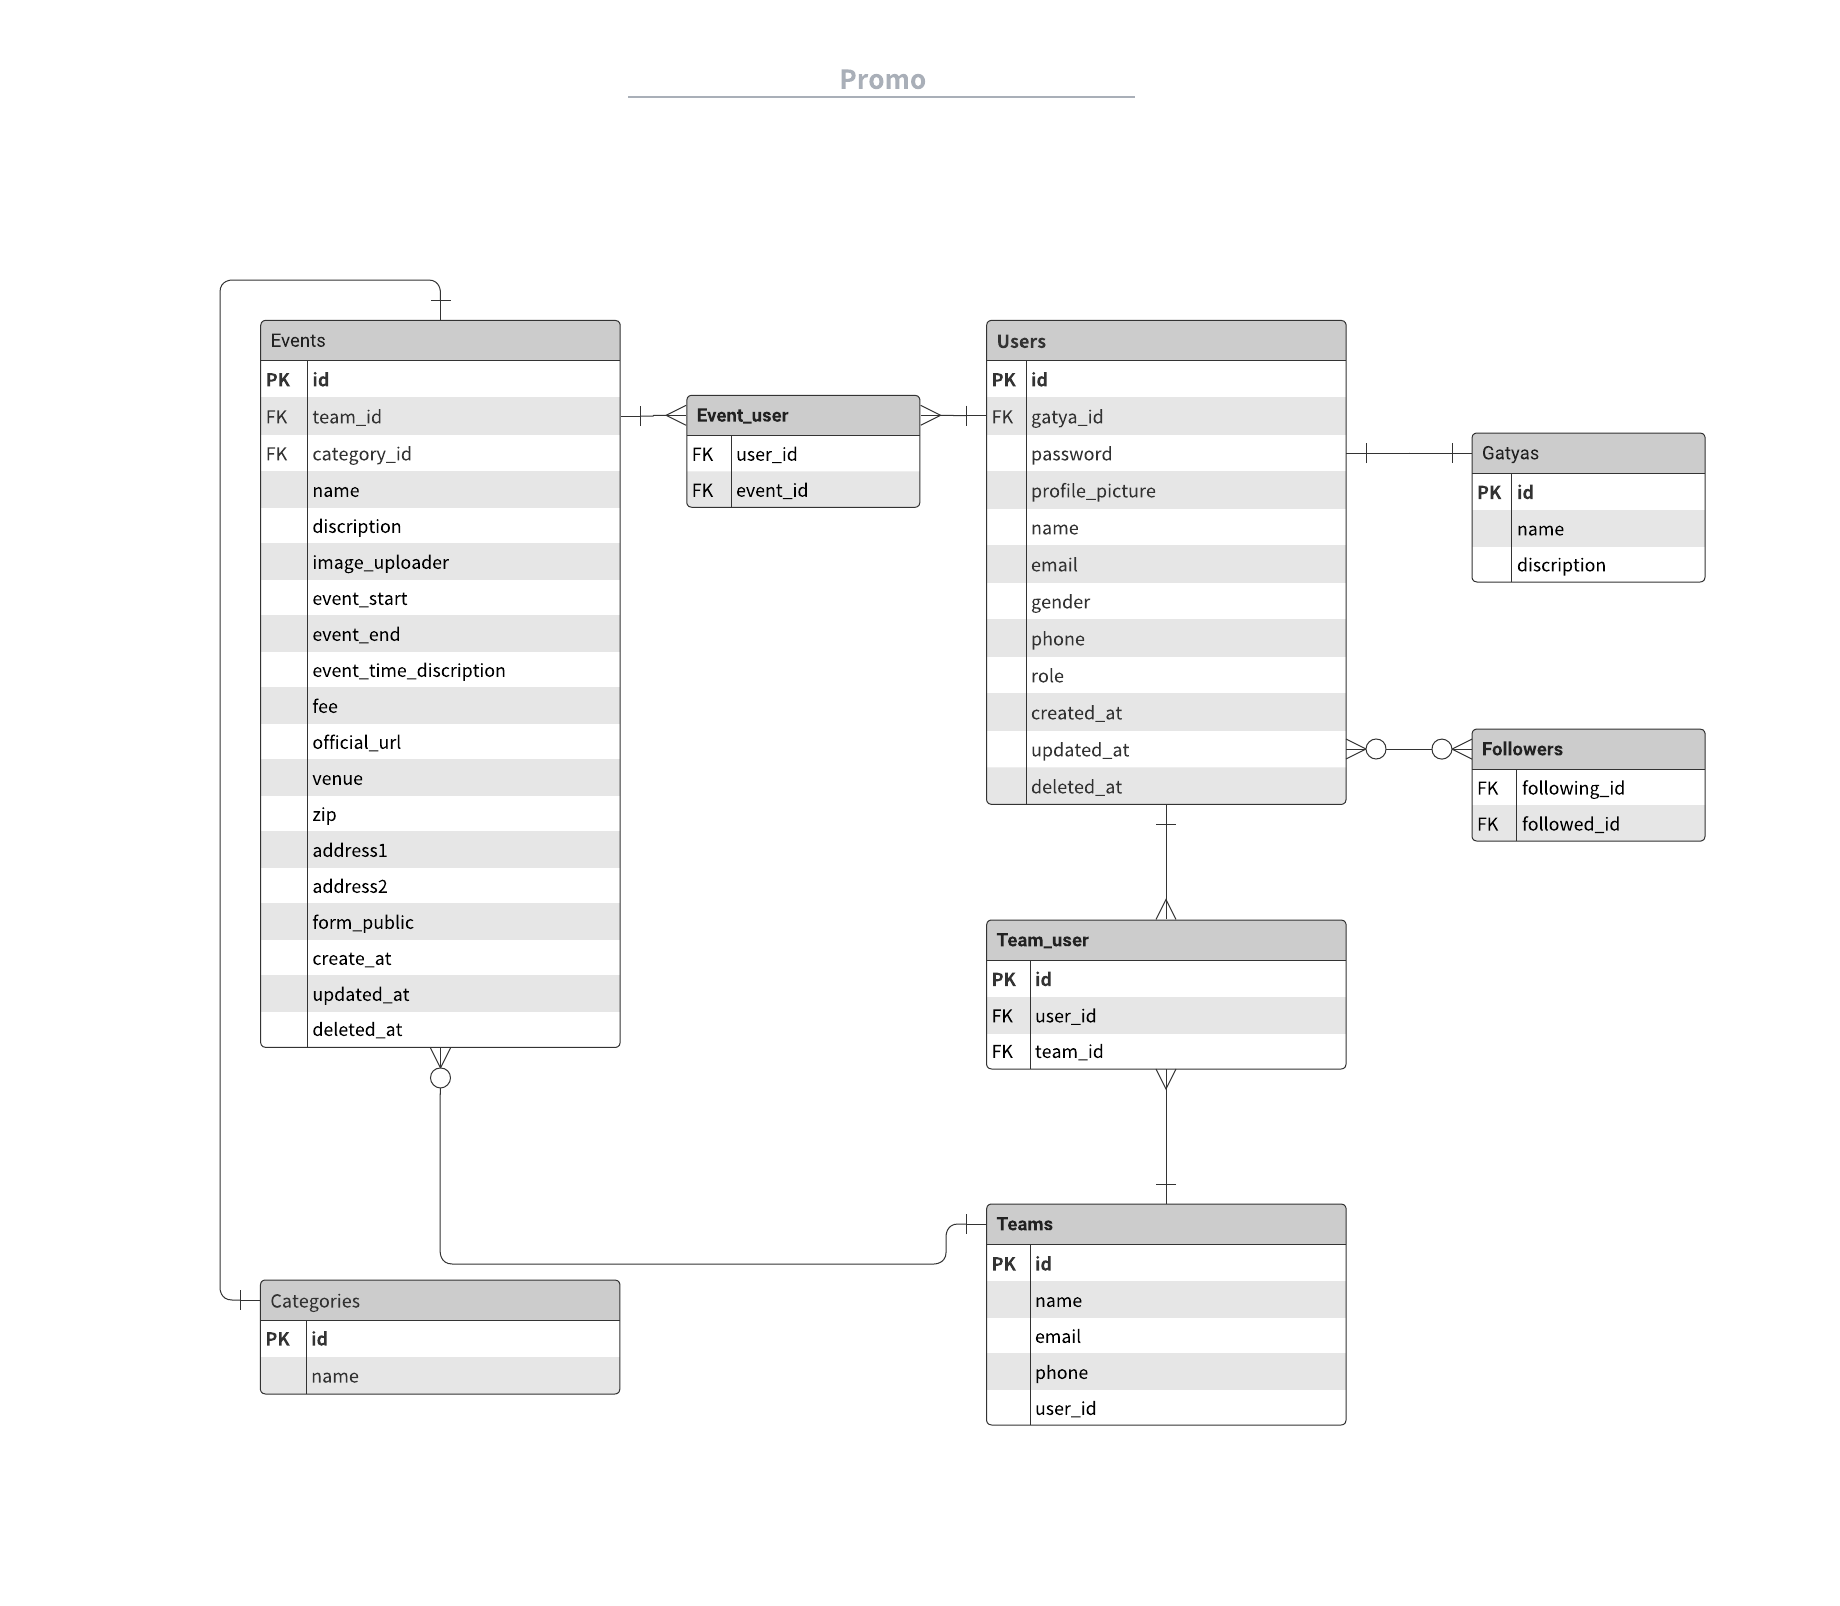 Promo
Events
PK id
FK team_id
FK category_id
name
discription
image_uploader
event_start
event_end
event_time_discription
fee
official_url
venue
zip
address1
address2
form_public
create_at
updated_at
deleted_at
Event_user
FK user_id
FK event_id
Users
PK id
FK gatya_id
password
profile_picture
name
email
gender
phone
role
created_at
updated_at
deleted_at
Gatyas
PK id
name
discription
Followers
FK following_id
FK followed_id
Team_user
PK id
FK user_id
FK team_id
Teams
PK id
name
email
phone
user_id
Categories
PK id
name